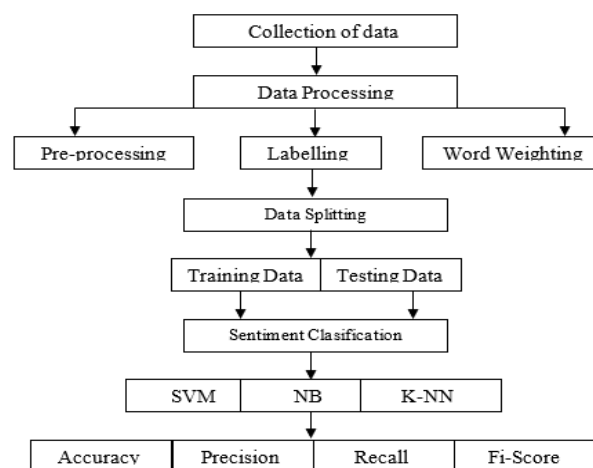 Collection of data
Data Processing
Pre-processing Labelling Word Weighting
Data Splitting
Training Data Testing Data
Sentiment Clasification
SVM NB K-NN
Accuracy Precision Recall Fi-Score